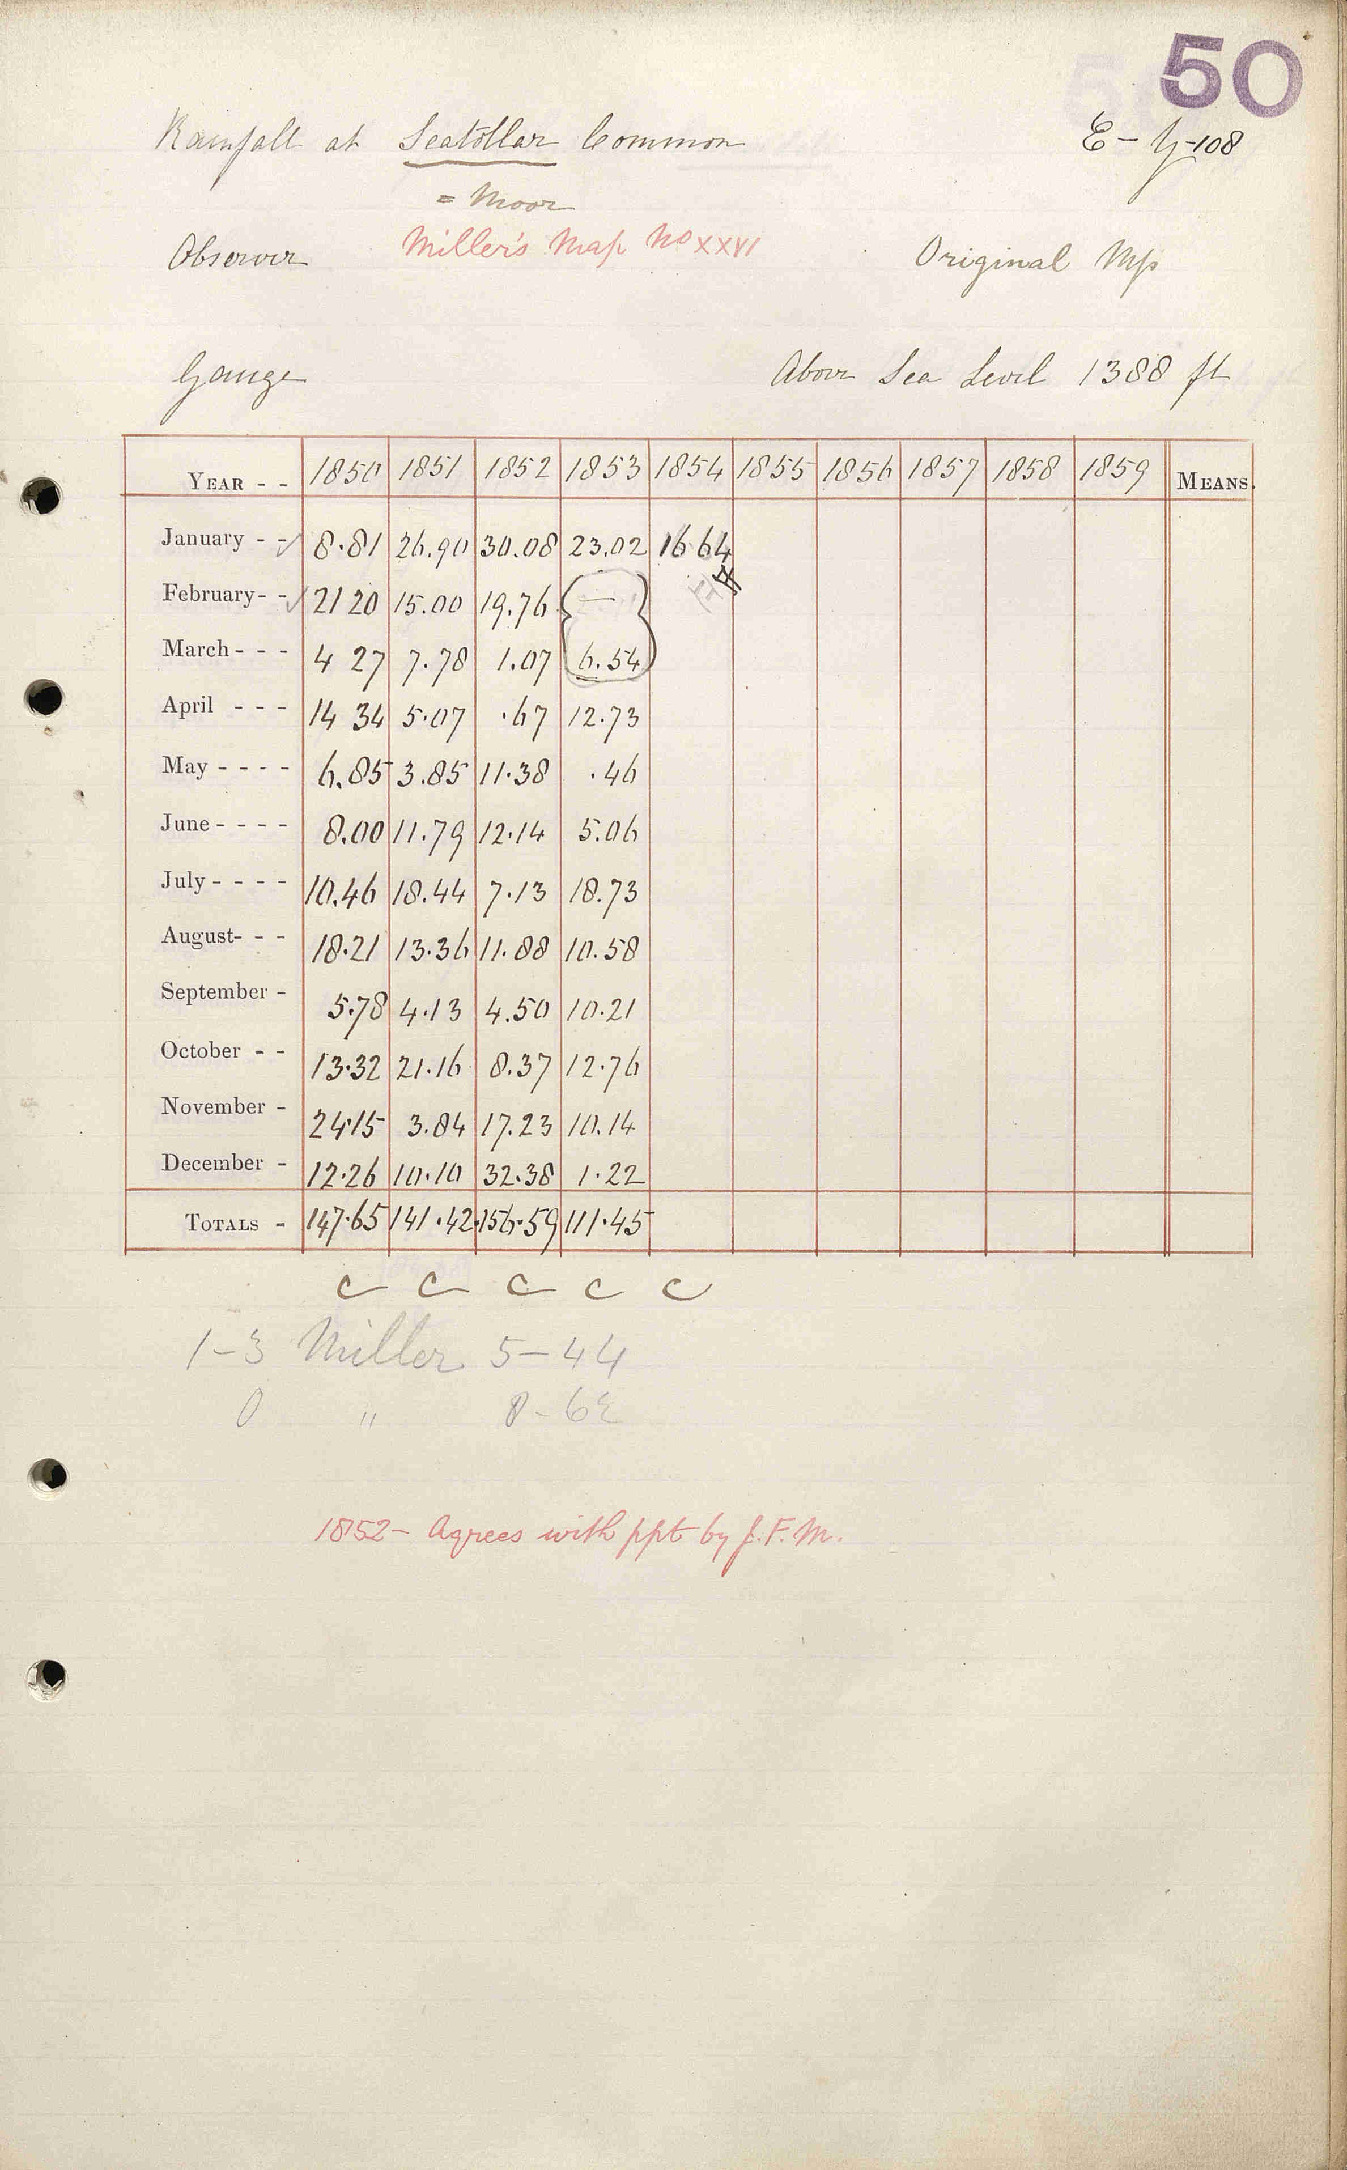 50
Rainfall at Seatollar Common
E - G-108
= Moor
Observer Miller's Map No XXVI Original Mss
Gauge Above Sea Level 1388 ft
YEAR - - 1850 1851 1852 1853 1854 1855 1856 1857 1858 1859 MEANS.
January - - 8.81 26.90 30.08 23.02 16 64
February - - 21 20 15.00 19.76 —
March - - - 4 27 7.78 1.07 6.54
April - - - 14 34 5.07 .67 12.73
May - - - - 6.85 3.85 11.38 .46
June - - - - 8.00 11.79 12.14 5.06
July - - - - 10.46 18.44 7.13 18.73
August - - - 18.21 13.36 11.88 10.58
September - 5.78 4.13 4.50 10.21
October - - 13.32 21.16 8.37 12.76
November - 24.15 3.84 17.23 10.14
December - 12.26 10.10 32.38 1.22
TOTALS - 147.65 141.42 156.59 111.45
C C C C C
1-3 Miller 5-44
0 " 8-62
1852 - Agrees with ppt by J.F.M.